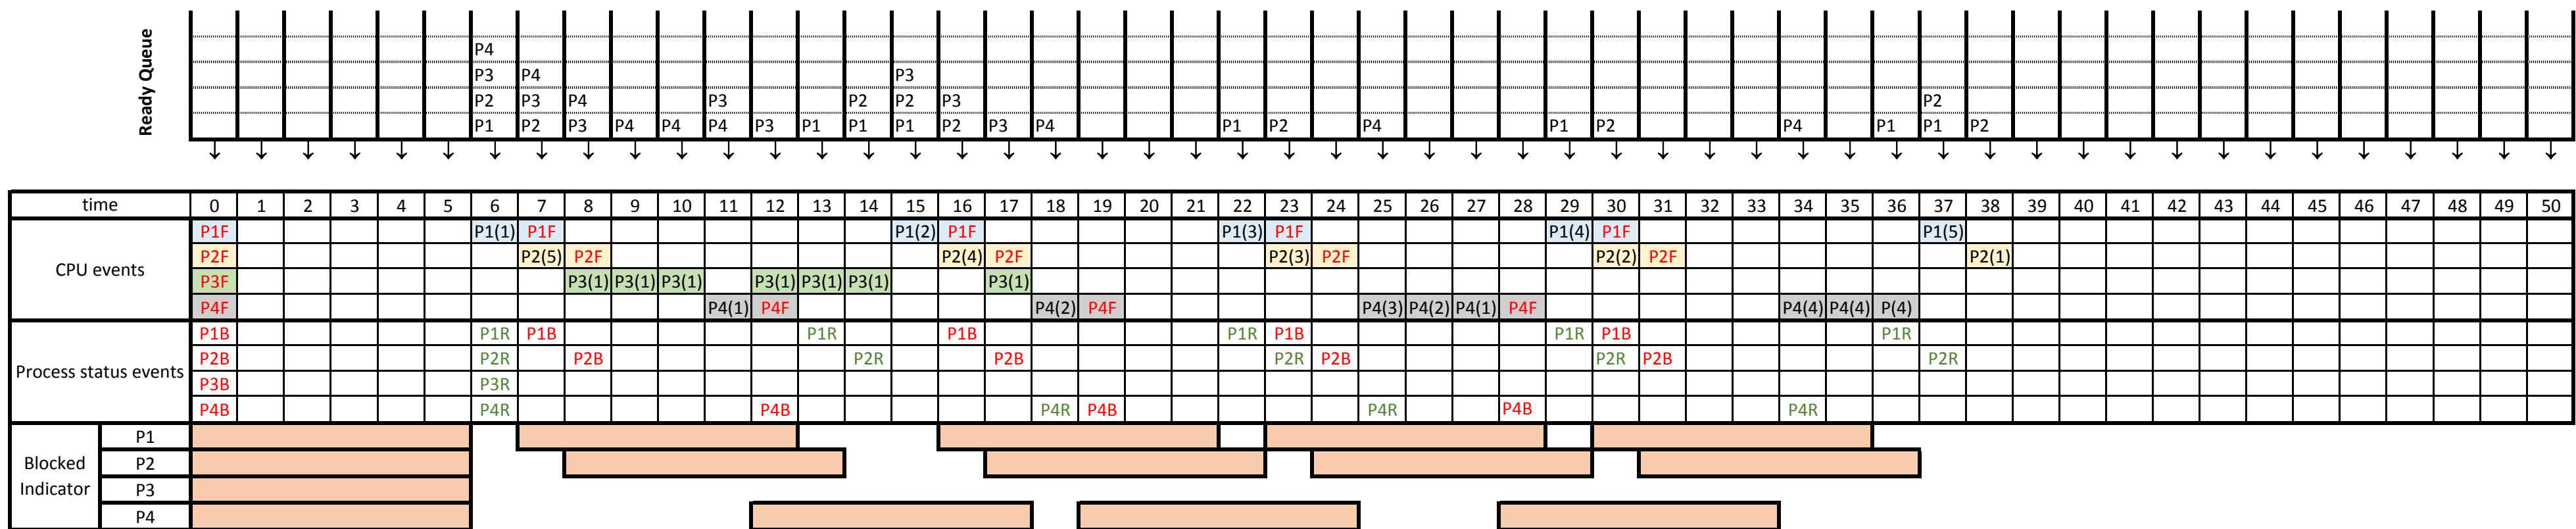 Ready Queue
P4
P3 P4 P3
P2 P3 P4 P3 P2 P2 P3 P2
P1 P2 P3 P4 P4 P4 P3 P1 P1 P1 P2 P3 P4 P1 P2 P4 P1 P2 P4 P1 P1 P2
↓ ↓ ↓ ↓ ↓ ↓ ↓ ↓ ↓ ↓ ↓ ↓ ↓ ↓ ↓ ↓ ↓ ↓ ↓ ↓ ↓ ↓ ↓ ↓ ↓ ↓ ↓ ↓ ↓ ↓ ↓ ↓ ↓ ↓ ↓ ↓ ↓ ↓ ↓ ↓ ↓ ↓ ↓ ↓ ↓ ↓ ↓ ↓ ↓ ↓ ↓
time 0 1 2 3 4 5 6 7 8 9 10 11 12 13 14 15 16 17 18 19 20 21 22 23 24 25 26 27 28 29 30 31 32 33 34 35 36 37 38 39 40 41 42 43 44 45 46 47 48 49 50
CPU events
P1F P1(1) P1F P1(2) P1F P1(3) P1F P1(4) P1F P1(5)
P2F P2(5) P2F P2(4) P2F P2(3) P2F P2(2) P2F P2(1)
P3F P3(1) P3(1) P3(1) P3(1) P3(1) P3(1) P3(1)
P4F P4(1) P4F P4(2) P4F P4(3) P4(2) P4(1) P4F P4(4) P4(4) P(4)
Process status events
P1B P1R P1B P1R P1B P1R P1B P1R P1B P1R
P2B P2R P2B P2R P2B P2R P2B P2R P2B P2R
P3B P3R
P4B P4R P4B P4R P4B P4R P4B P4R
Blocked
Indicator
P1
P2
P3
P4